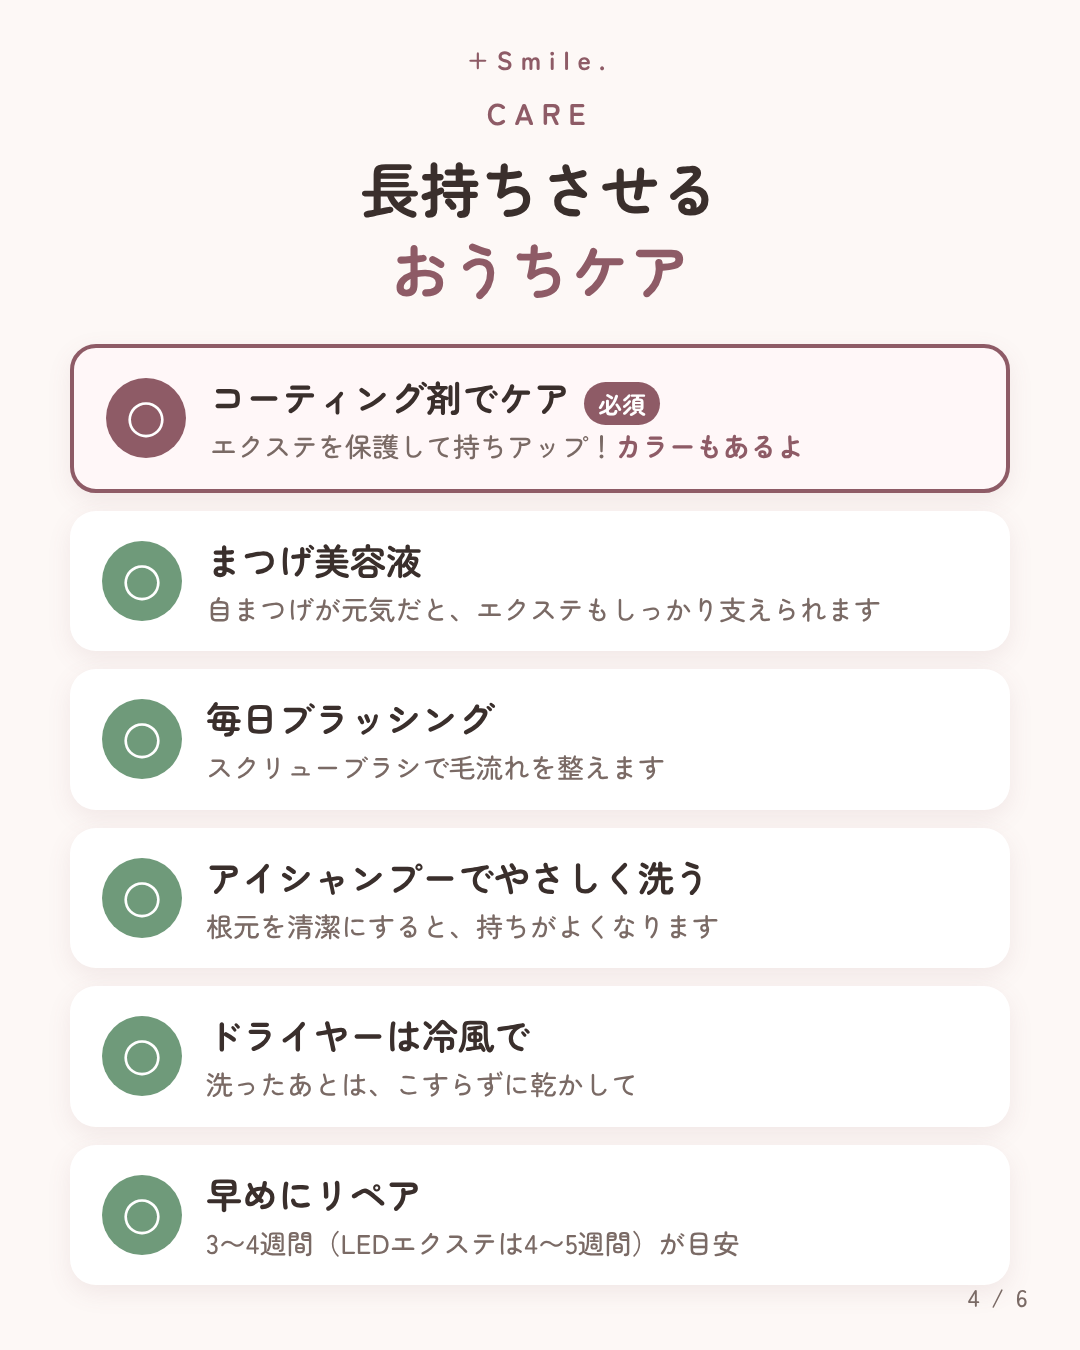 +Smile.
CARE
長持ちさせる
おうちケア
コーティング剤でケア 必須
エクステを保護して持ちアップ！カラーもあるよ
まつげ美容液
自まつげが元気だと、エクステもしっかり支えられます
毎日ブラッシング
スクリューブラシで毛流れを整えます
アイシャンプーでやさしく洗う
根元を清潔にすると、持ちがよくなります
ドライヤーは冷風で
洗ったあとは、こすらずに乾かして
早めにリペア
3〜4週間（LEDエクステは4〜5週間）が目安
4 / 6